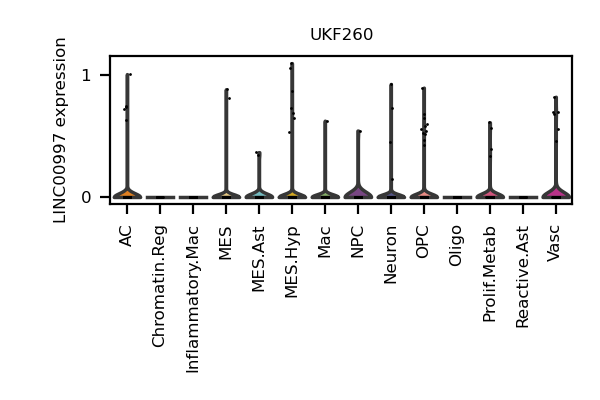 UKF260
LINC00997 expression
1
0
AC
Chromatin.Reg
Inflammatory.Mac
MES
MES.Ast
MES.Hyp
Mac
NPC
Neuron
OPC
Oligo
Prolif.Metab
Reactive.Ast
Vasc